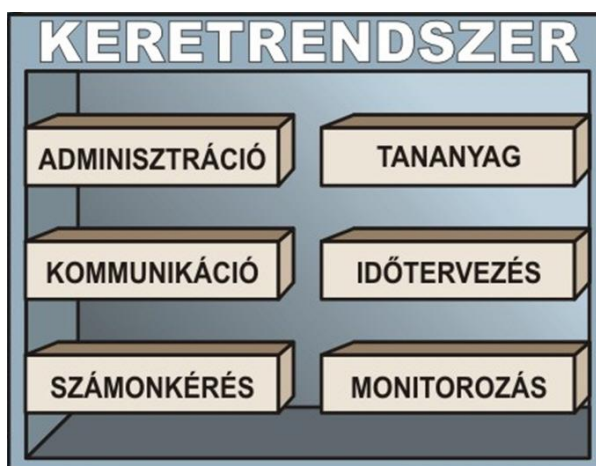 KERETRENDSZER
ADMINISZTRÁCIÓ
TANANYAG
KOMMUNIKÁCIÓ
IDŐTERVEZÉS
SZÁMONKÉRÉS
MONITOROZÁS